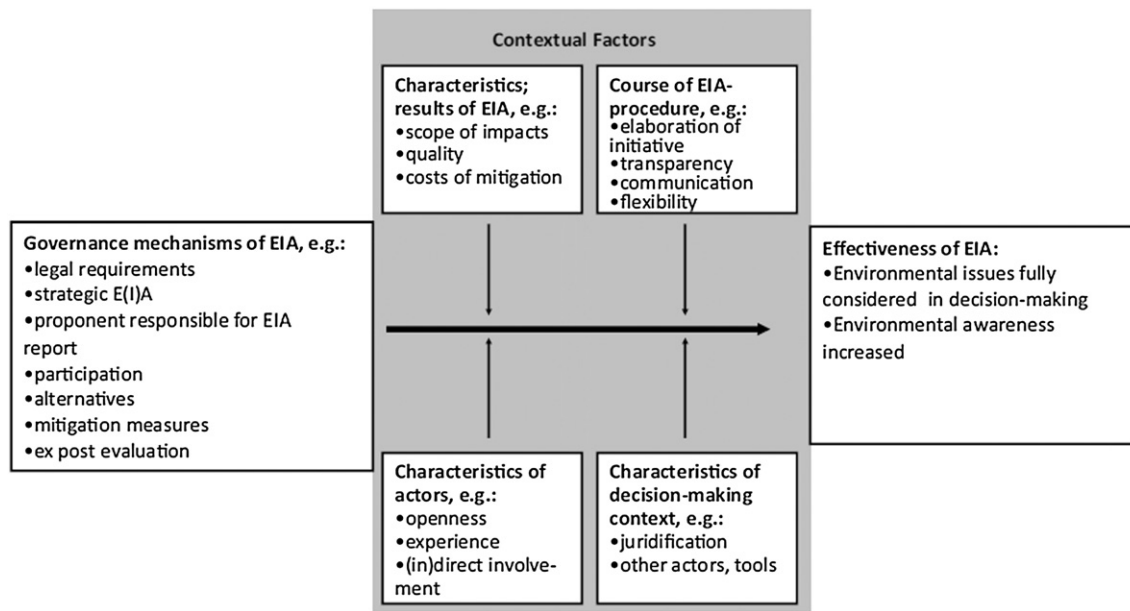 Contextual Factors
Characteristics;
results of EIA, e.g.:
•scope of impacts
•quality
•costs of mitigation
Course of EIA-
procedure, e.g.:
•elaboration of
initiative
•transparency
•communication
•flexibility
Governance mechanisms of EIA, e.g.:
•legal requirements
•strategic E(I)A
•proponent responsible for EIA
report
•participation
•alternatives
•mitigation measures
•ex post evaluation
Effectiveness of EIA:
•Environmental issues fully
considered in decision-making
•Environmental awareness
increased
Characteristics of
actors, e.g.:
•openness
•experience
•(in)direct involve-
ment
Characteristics of
decision-making
context, e.g.:
•juridification
•other actors, tools